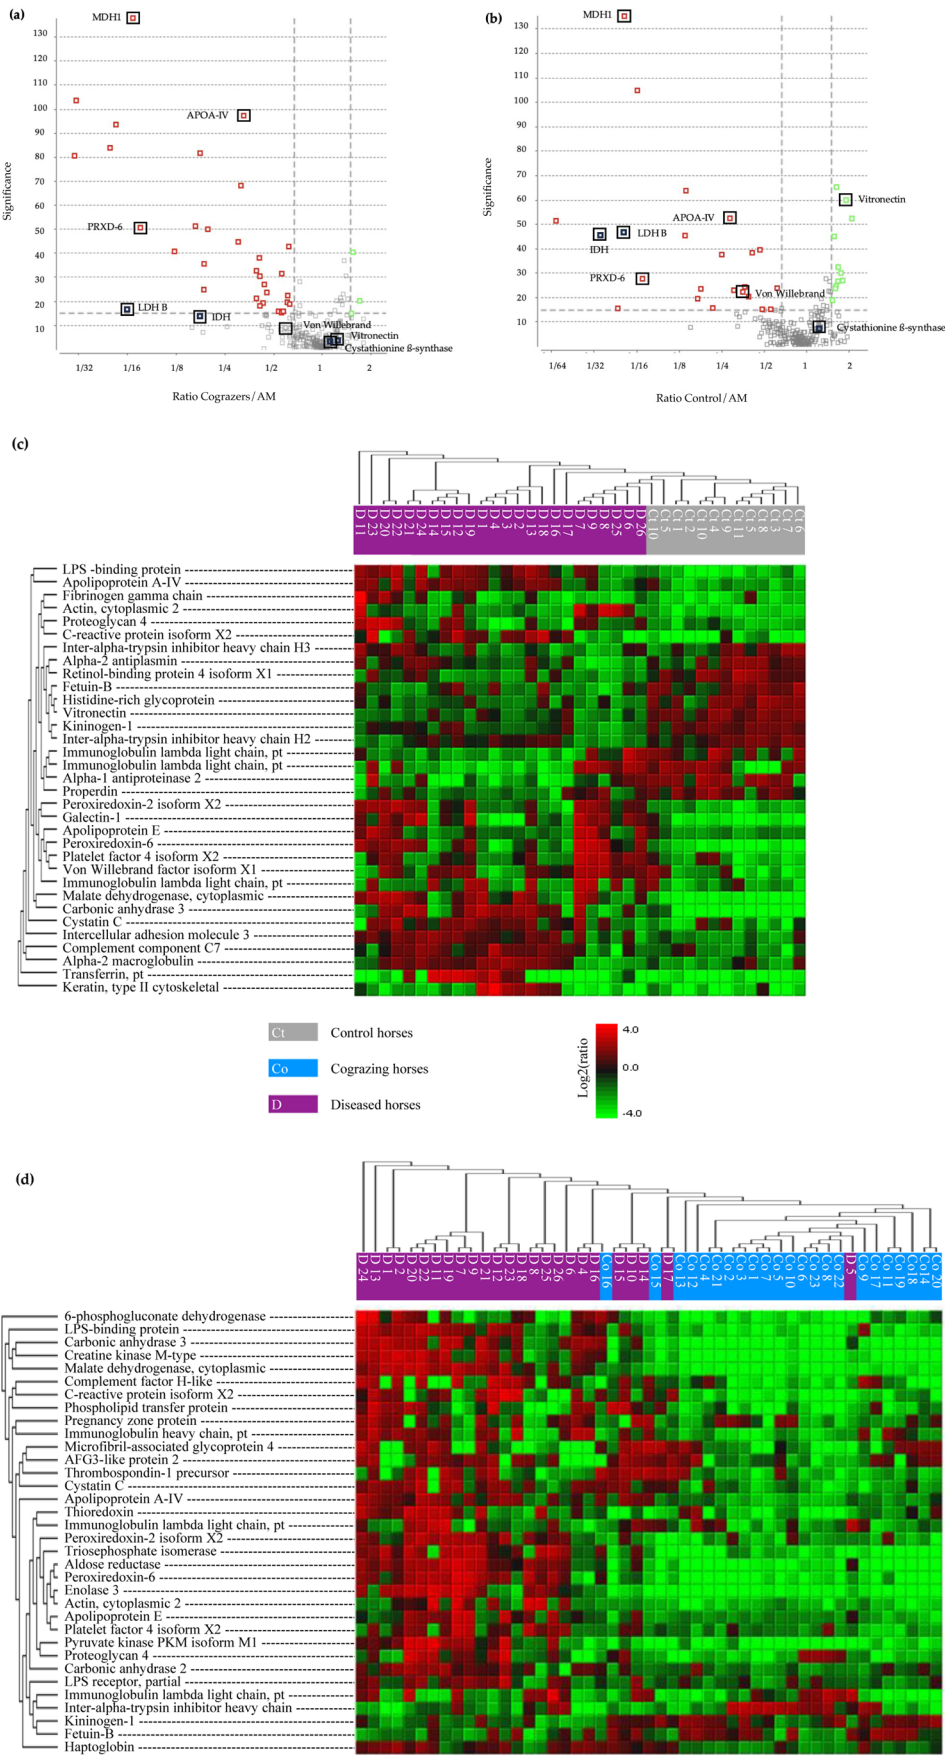 (a)
MDH1
130
120
110
100
90
80
70
60
50
40
30
20
10
Significance
APOA-IV
PRXD-6
LDH B
IDH
Von Willebrand
Vitronectin
Cystathionine ß-synthase
1/32
1/16
1/8
1/4
1/2
1
2
Ratio Cograzers/AM
(b)
MDH1
130
120
110
100
90
80
70
60
50
40
30
20
10
Significance
Vitronectin
APOA-IV
LDH B
IDH
PRXD-6
Von Willebrand
Cystathionine ß-synthase
1/64
1/32
1/16
1/8
1/4
1/2
1
2
Ratio Control/AM
(c)
LPS -binding protein
Apolipoprotein A-IV
Fibrinogen gamma chain
Actin, cytoplasmic 2
Proteoglycan 4
C-reactive protein isoform X2
Inter-alpha-trypsin inhibitor heavy chain H3
Alpha-2 antiplasmin
Retinol-binding protein 4 isoform X1
Fetuin-B
Histidine-rich glycoprotein
Vitronectin
Kininogen-1
Inter-alpha-trypsin inhibitor heavy chain H2
Immunoglobulin lambda light chain, pt
Immunoglobulin lambda light chain, pt
Alpha-1 antiproteinase 2
Properdin
Peroxiredoxin-2 isoform X2
Galectin-1
Apolipoprotein E
Peroxiredoxin-6
Platelet factor 4 isoform X2
Von Willebrand factor isoform X1
Immunoglobulin lambda light chain, pt
Malate dehydrogenase, cytoplasmic
Carbonic anhydrase 3
Cystatin C
Intercellular adhesion molecule 3
Complement component C7
Alpha-2 macroglobulin
Transferrin, pt
Keratin, type II cytoskeletal
Ct Control horses
Co Cograzing horses
D Diseased horses
Log2(ratio
4.0
0.0
-4.0
(d)
6-phosphogluconate dehydrogenase
LPS-binding protein
Carbonic anhydrase 3
Creatine kinase M-type
Malate dehydrogenase, cytoplasmic
Complement factor H-like
C-reactive protein isoform X2
Phospholipid transfer protein
Pregnancy zone protein
Immunoglobulin heavy chain, pt
Microfibril-associated glycoprotein 4
AFG3-like protein 2
Thrombospondin-1 precursor
Cystatin C
Apolipoprotein A-IV
Thioredoxin
Immunoglobulin lambda light chain, pt
Peroxiredoxin-2 isoform X2
Triosephosphate isomerase
Aldose reductase
Peroxiredoxin-6
Enolase 3
Actin, cytoplasmic 2
Apolipoprotein E
Platelet factor 4 isoform X2
Pyruvate kinase PKM isoform M1
Proteoglycan 4
Carbonic anhydrase 2
LPS receptor, partial
Immunoglobulin lambda light chain, pt
Inter-alpha-trypsin inhibitor heavy chain
Kininogen-1
Fetuin-B
Haptoglobin